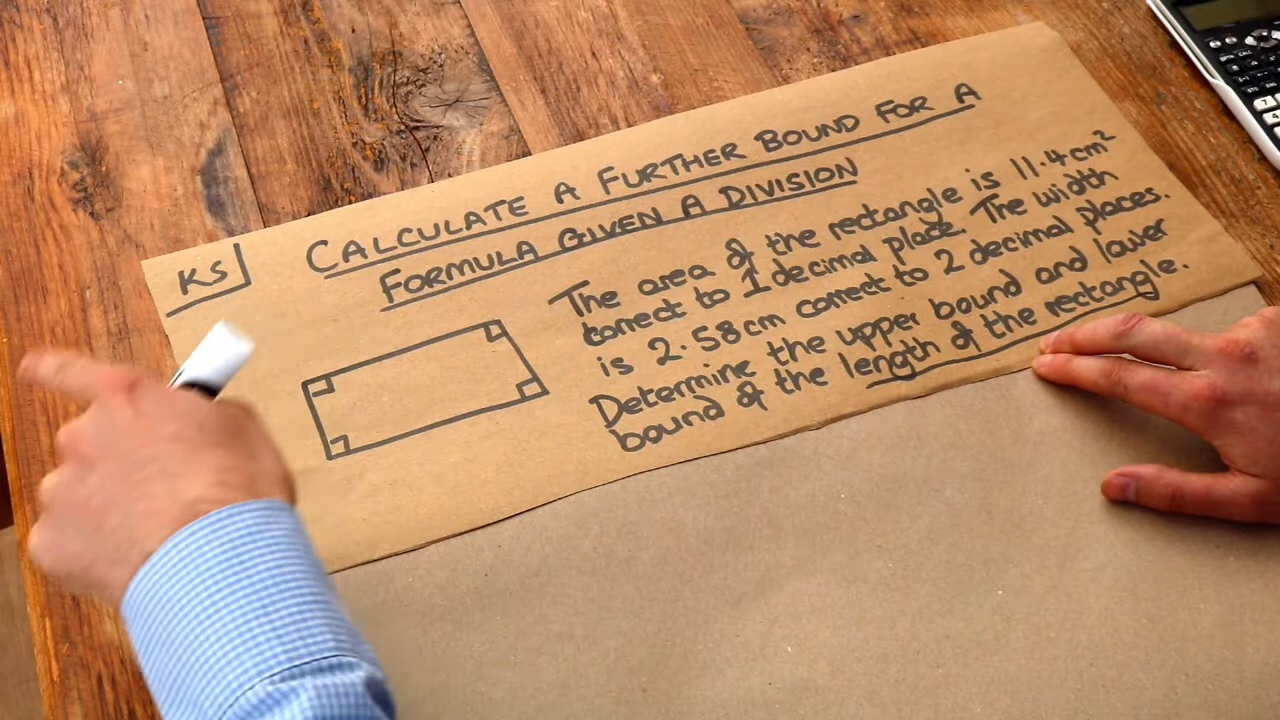 KS
CALCULATE A FURTHER BOUND FOR A
FORMULA GIVEN A DIVISION
The area of the rectangle is 11.4cm²
correct to 1 decimal place. The width
is 2.58cm correct to 2 decimal places.
Determine the upper bound and lower
bound of the length of the rectangle.